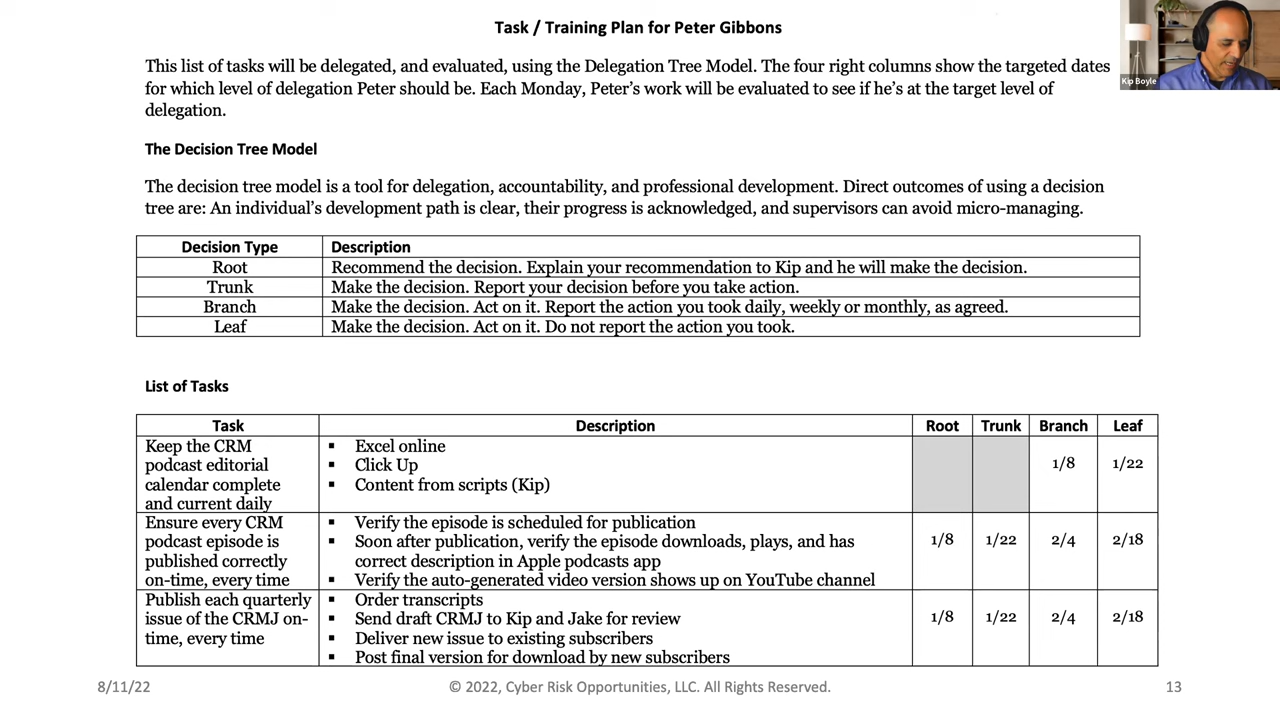 Task / Training Plan for Peter Gibbons
Kip Boyle
This list of tasks will be delegated, and evaluated, using the Delegation Tree Model. The four right columns show the targeted dates
for which level of delegation Peter should be. Each Monday, Peter's work will be evaluated to see if he's at the target level of
delegation.
The Decision Tree Model
The decision tree model is a tool for delegation, accountability, and professional development. Direct outcomes of using a decision
tree are: An individual's development path is clear, their progress is acknowledged, and supervisors can avoid micro-managing.
Decision Type Description
Root Recommend the decision. Explain your recommendation to Kip and he will make the decision.
Trunk Make the decision. Report your decision before you take action.
Branch Make the decision. Act on it. Report the action you took daily, weekly or monthly, as agreed.
Leaf Make the decision. Act on it. Do not report the action you took.
List of Tasks
Task Description Root Trunk Branch Leaf
Keep the CRM ▪ Excel online
podcast editorial ▪ Click Up 1/8 1/22
calendar complete ▪ Content from scripts (Kip)
and current daily
Ensure every CRM ▪ Verify the episode is scheduled for publication
podcast episode is ▪ Soon after publication, verify the episode downloads, plays, and has 1/8 1/22 2/4 2/18
published correctly correct description in Apple podcasts app
on-time, every time ▪ Verify the auto-generated video version shows up on YouTube channel
Publish each quarterly ▪ Order transcripts
issue of the CRMJ on- ▪ Send draft CRMJ to Kip and Jake for review 1/8 1/22 2/4 2/18
time, every time ▪ Deliver new issue to existing subscribers
▪ Post final version for download by new subscribers
8/11/22 © 2022, Cyber Risk Opportunities, LLC. All Rights Reserved. 13